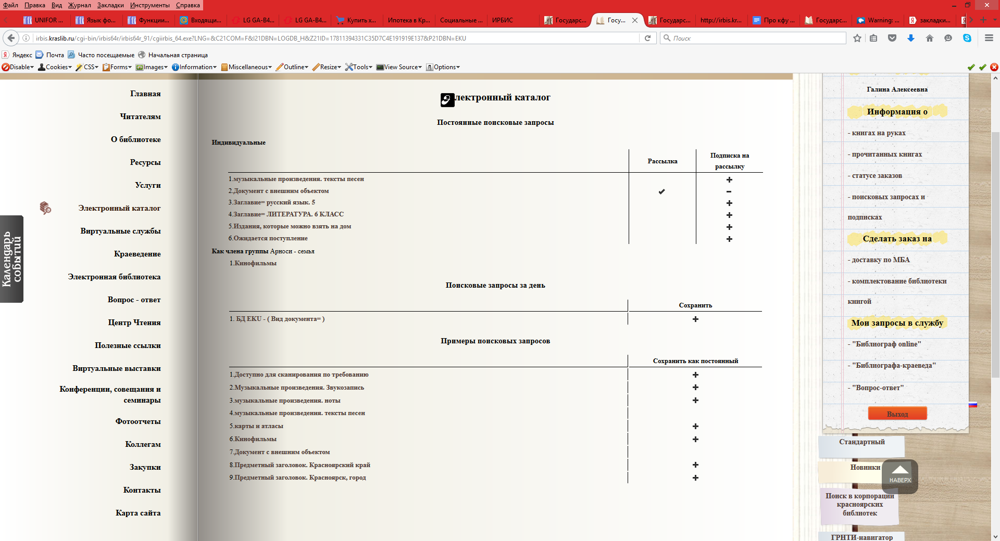 Файл Правка Вид Журнал Закладки Инструменты Справка
UNIFOR ... Язык фо... Функции... Входящи... LG GA-B4... LG GA-B4... Купить х... Ипотека в Кр... Социальные ... ИРБИС Государс... Госу... Государс... http://irbis.kr... Про кфу ... Государс... Warning: ... закладки...
irbis.kraslib.ru/cgi-bin/irbis64r/irbis64r_91/cgiirbis_64.exe?LNG=&C21COM=F&I21DBN=LOGDB_H&Z21ID=17811394331C35D7C4E191919E137&P21DBN=EKU
Поиск
Яндекс Почта Часто посещаемые Начальная страница
Disable Cookies CSS Forms Images Information Miscellaneous Outline Resize Tools View Source Options
Календарь событий
Главная
Читателям
О библиотеке
Ресурсы
Услуги
Электронный каталог
Виртуальные службы
Краеведение
Электронная библиотека
Вопрос - ответ
Центр Чтения
Полезные ссылки
Виртуальные выставки
Конференции, совещания и
семинары
Фотоотчеты
Коллегам
Закупки
Контакты
Карта сайта
Электронный каталог
Постоянные поисковые запросы
Индивидуальные
Рассылка
Подписка на
рассылку
1.музыкальные произведения. тексты песен
2.Документ с внешним объектом
3.Заглавие= русский язык. 5
4.Заглавие= ЛИТЕРАТУРА. 6 КЛАСС
5.Издания, которые можно взять на дом
6.Ожидается поступление
Как члена группы Арноси - семья
1.Кинофильмы
Поисковые запросы за день
Сохранить
1. БД EKU - ( Вид документа= )
Примеры поисковых запросов
Сохранить как постоянный
1.Доступно для сканирования по требованию
2.Музыкальные произведения. Звукозапись
3.музыкальные произведения. ноты
4.музыкальные произведения. тексты песен
5.карты и атласы
6.Кинофильмы
7.Документ с внешним объектом
8.Предметный заголовок. Красноярский край
9.Предметный заголовок. Красноярск, город
Галина Алексеевна
Информация о
- книгах на руках
- прочитанных книгах
- статусе заказов
- поисковых запросах и
подписках
Сделать заказ на
- доставку по МБА
- комплектование библиотеки
книгой
Мои запросы в службу
- "Библиограф online"
- "Библиографа-краеведа"
- "Вопрос-ответ"
Выход
Стандартный
Новинки
НАВЕРХ
Поиск в корпорации
красноярских
библиотек
ГРНТИ-навигатор